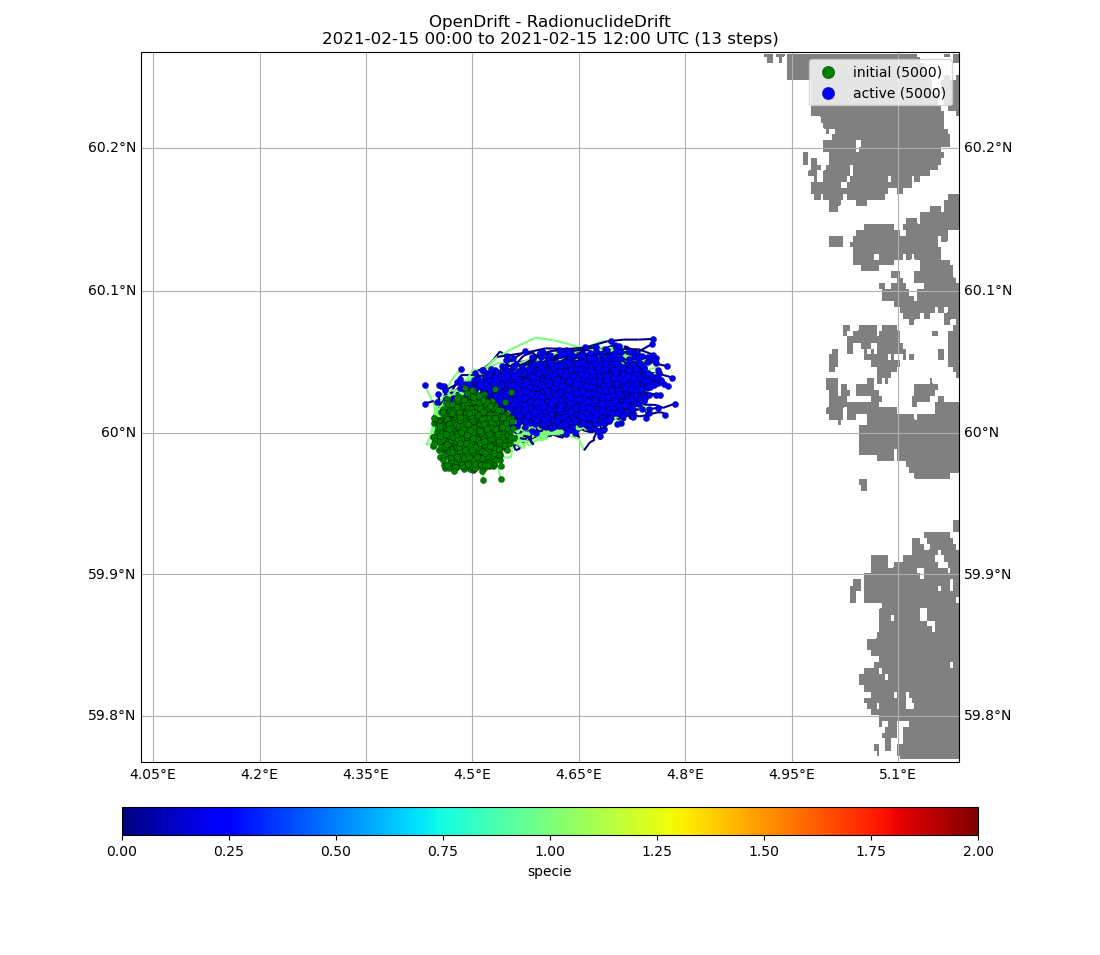 OpenDrift - RadionuclideDrift
2021-02-15 00:00 to 2021-02-15 12:00 UTC (13 steps)
initial (5000)
active (5000)
60.2°N 60.2°N
60.1°N 60.1°N
60°N 60°N
59.9°N 59.9°N
59.8°N 59.8°N
4.05°E 4.2°E 4.35°E 4.5°E 4.65°E 4.8°E 4.95°E 5.1°E
0.00 0.25 0.50 0.75 1.00 1.25 1.50 1.75 2.00
specie